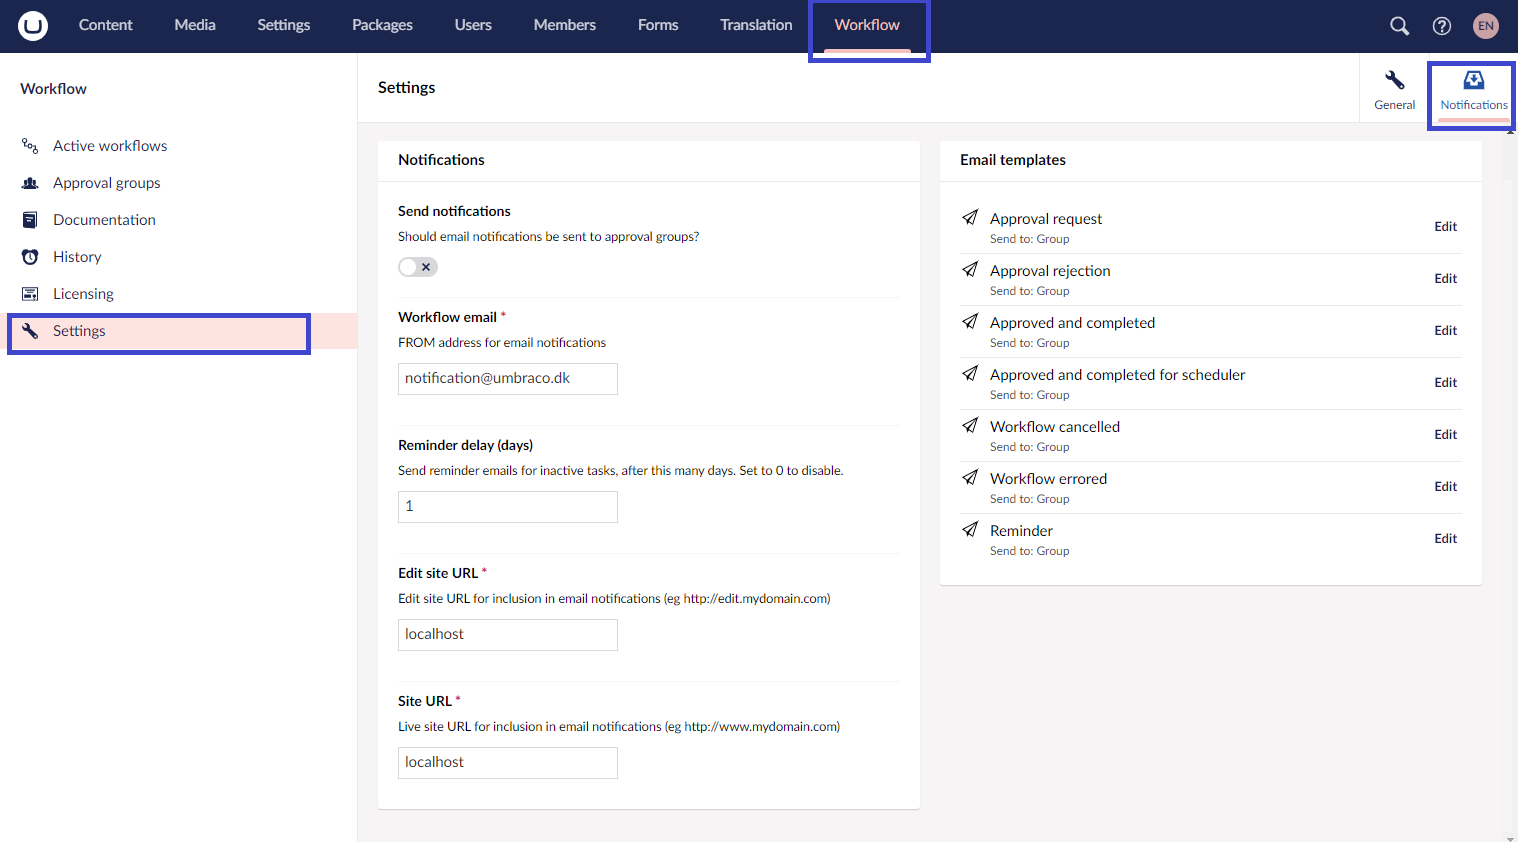 Content Media Settings Packages Users Members Forms Translation Workflow EN
Workflow
Active workflows
Approval groups
Documentation
History
Licensing
Settings
Settings
General
Notifications
Notifications
Send notifications
Should email notifications be sent to approval groups?
Workflow email *
FROM address for email notifications
notification@umbraco.dk
Reminder delay (days)
Send reminder emails for inactive tasks, after this many days. Set to 0 to disable.
1
Edit site URL *
Edit site URL for inclusion in email notifications (eg http://edit.mydomain.com)
localhost
Site URL *
Live site URL for inclusion in email notifications (eg http://www.mydomain.com)
localhost
Email templates
Approval request
Send to: Group
Edit
Approval rejection
Send to: Group
Edit
Approved and completed
Send to: Group
Edit
Approved and completed for scheduler
Send to: Group
Edit
Workflow cancelled
Send to: Group
Edit
Workflow errored
Send to: Group
Edit
Reminder
Send to: Group
Edit